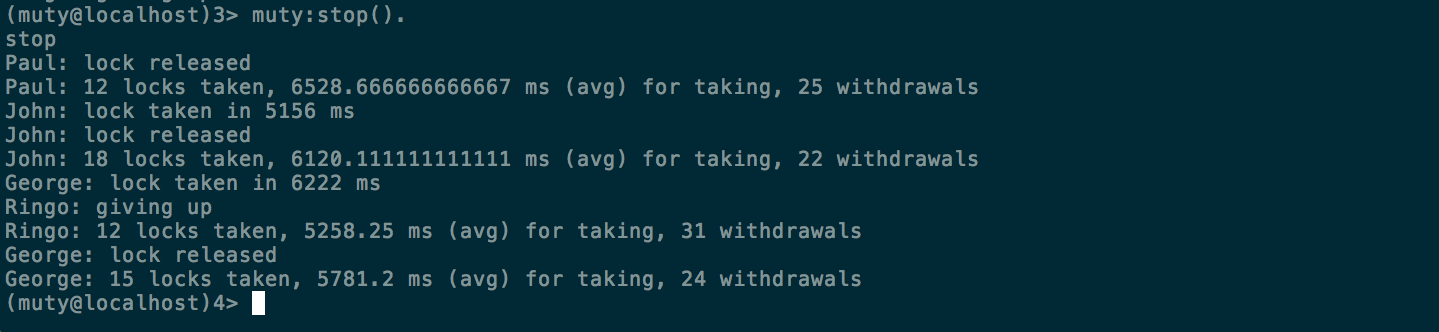 (muty@localhost)3> muty:stop().
stop
Paul: lock released
Paul: 12 locks taken, 6528.666666666667 ms (avg) for taking, 25 withdrawals
John: lock taken in 5156 ms
John: lock released
John: 18 locks taken, 6120.111111111111 ms (avg) for taking, 22 withdrawals
George: lock taken in 6222 ms
Ringo: giving up
Ringo: 12 locks taken, 5258.25 ms (avg) for taking, 31 withdrawals
George: lock released
George: 15 locks taken, 5781.2 ms (avg) for taking, 24 withdrawals
(muty@localhost)4>